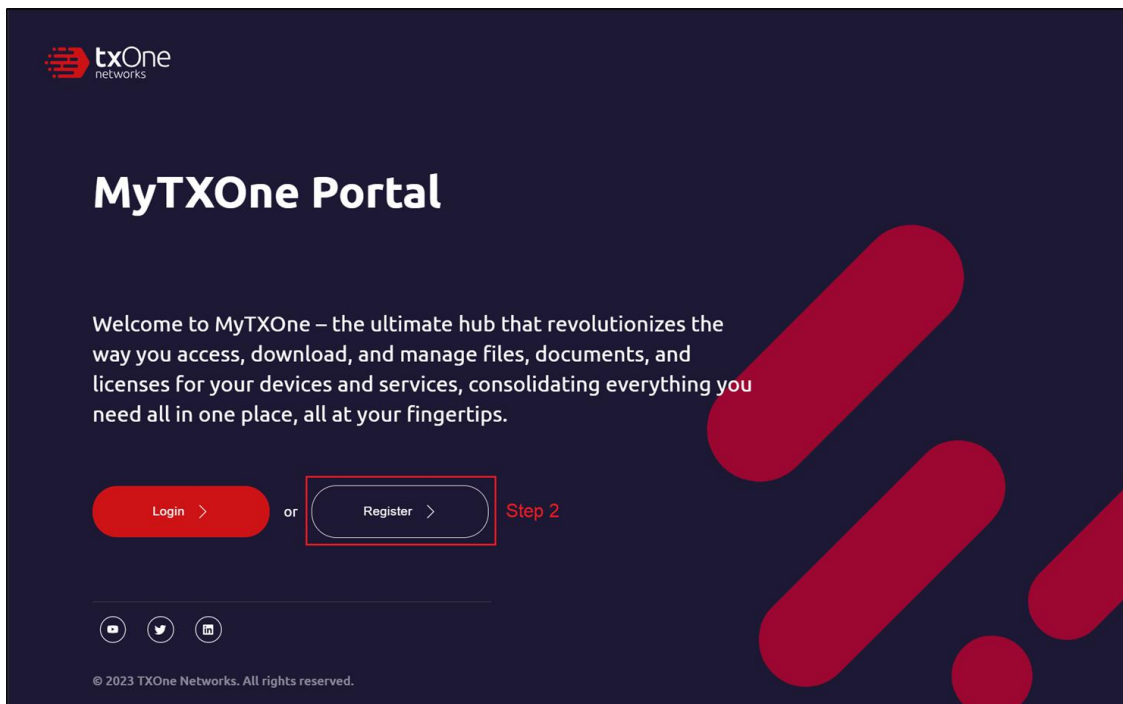 txOne
networks
MyTXOne Portal
Welcome to MyTXOne – the ultimate hub that revolutionizes the
way you access, download, and manage files, documents, and
licenses for your devices and services, consolidating everything you
need all in one place, all at your fingertips.
Login or Register Step 2
© 2023 TXOne Networks. All rights reserved.